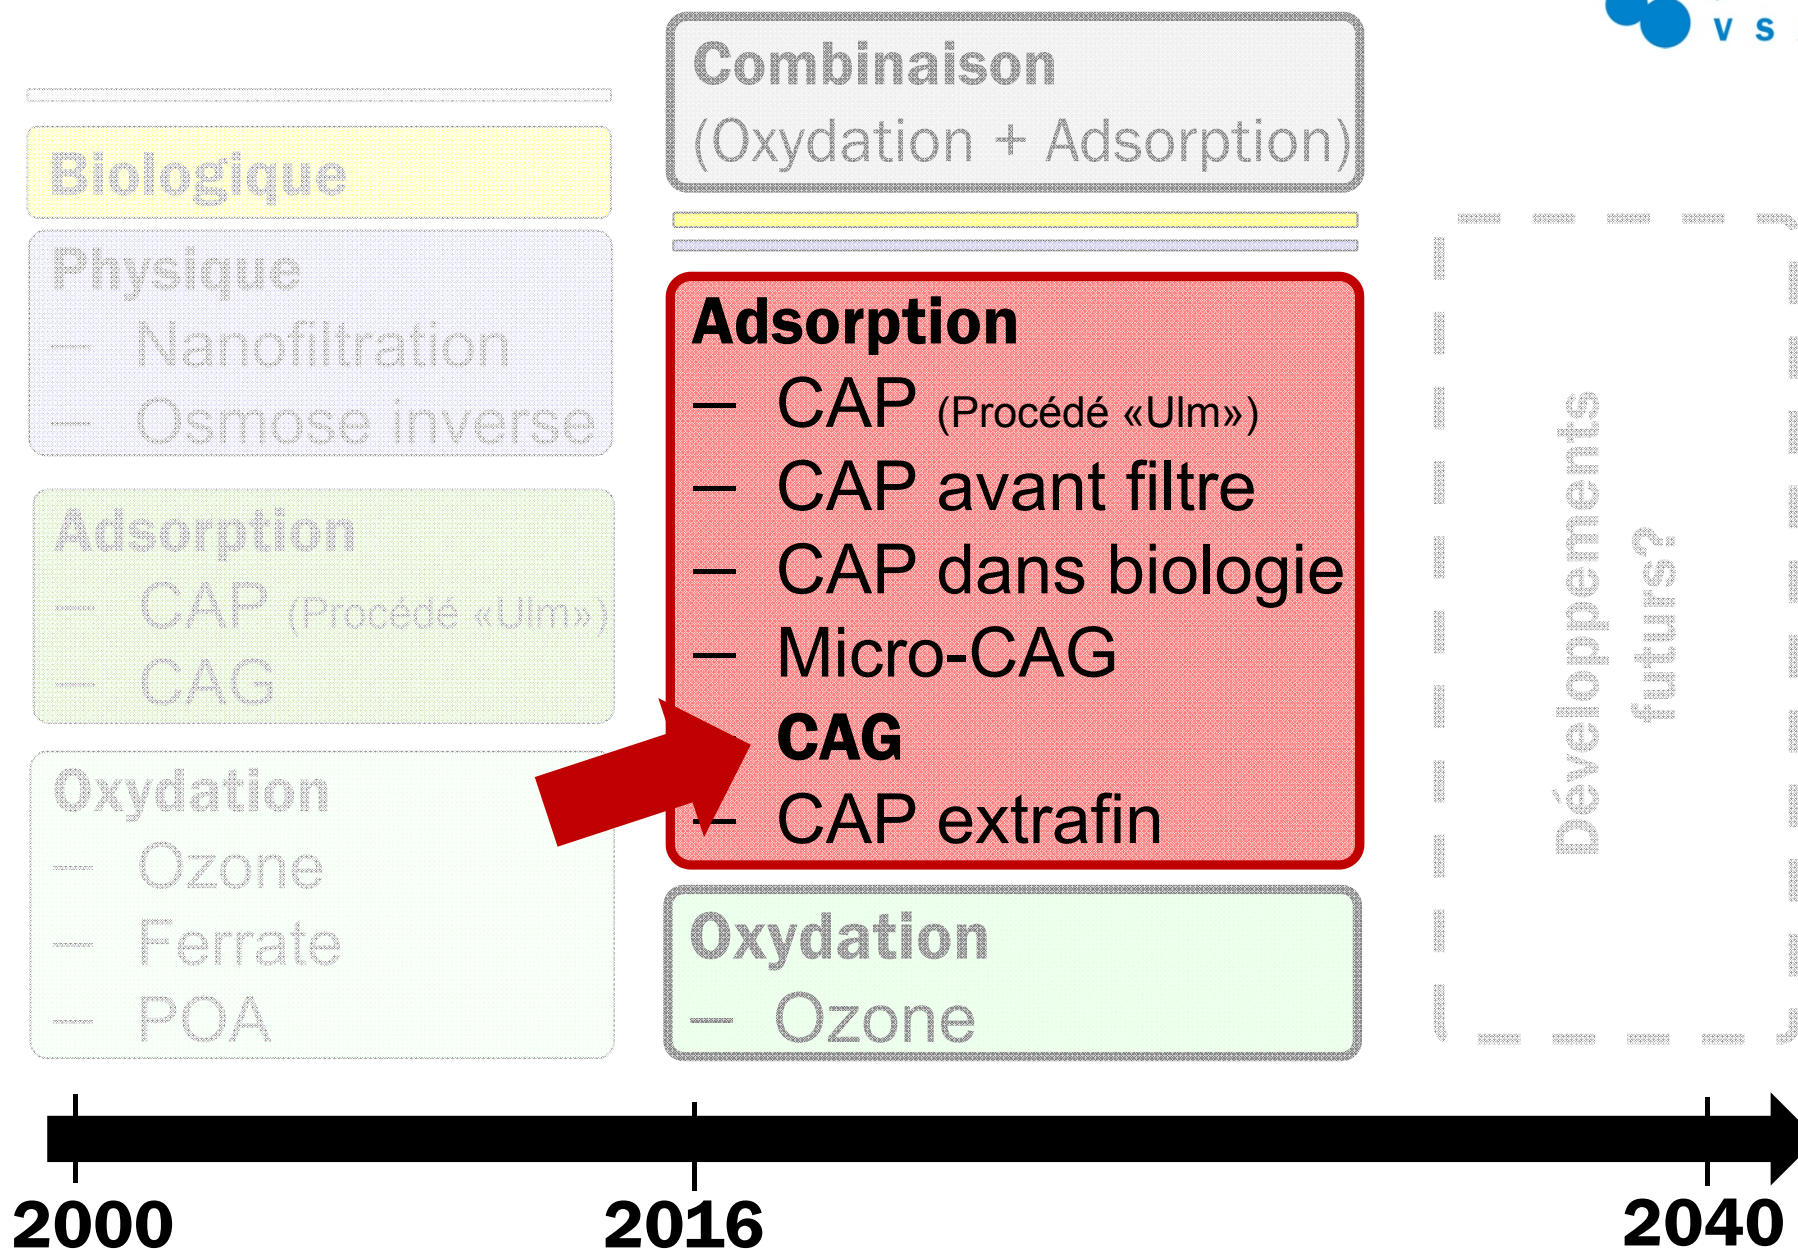 V S
Biologique
Physique
– Nanofiltration
– Osmose inverse
Adsorption
– CAP (Procédé «Ulm»)
– CAG
Oxydation
– Ozone
– Ferrate
– POA
Combinaison
(Oxydation + Adsorption)
Adsorption
– CAP (Procédé «Ulm»)
– CAP avant filtre
– CAP dans biologie
– Micro-CAG
CAG
– CAP extrafin
Oxydation
– Ozone
Développements
futurs?
2000
2016
2040